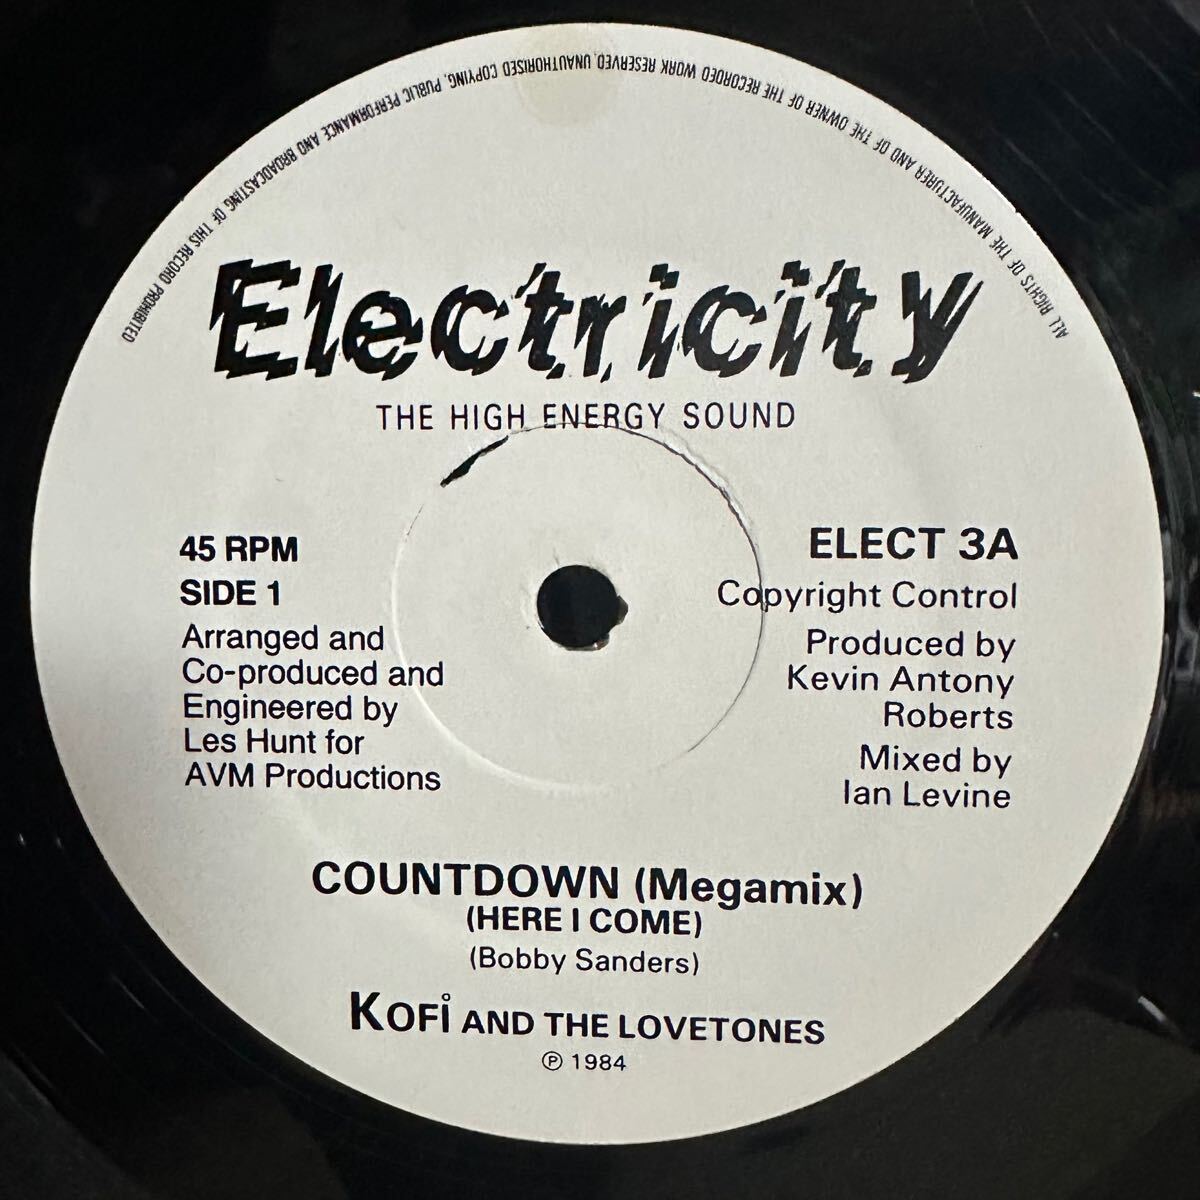 ALL RIGHTS OF THE MANUFACTURER AND OF THE OWNER OF THE RECORDED WORK RESERVED. UNAUTHORISED COPYING, PUBLIC PERFORMANCE AND BROADCASTING OF THIS RECORD PROHIBITED
Electricity
THE HIGH ENERGY SOUND
45 RPM
SIDE 1
Arranged and
Co-produced and
Engineered by
Les Hunt for
AVM Productions
ELECT 3A
Copyright Control
Produced by
Kevin Antony
Roberts
Mixed by
Ian Levine
COUNTDOWN (Megamix)
(HERE I COME)
(Bobby Sanders)
KOFi AND THE LOVETONES
℗ 1984